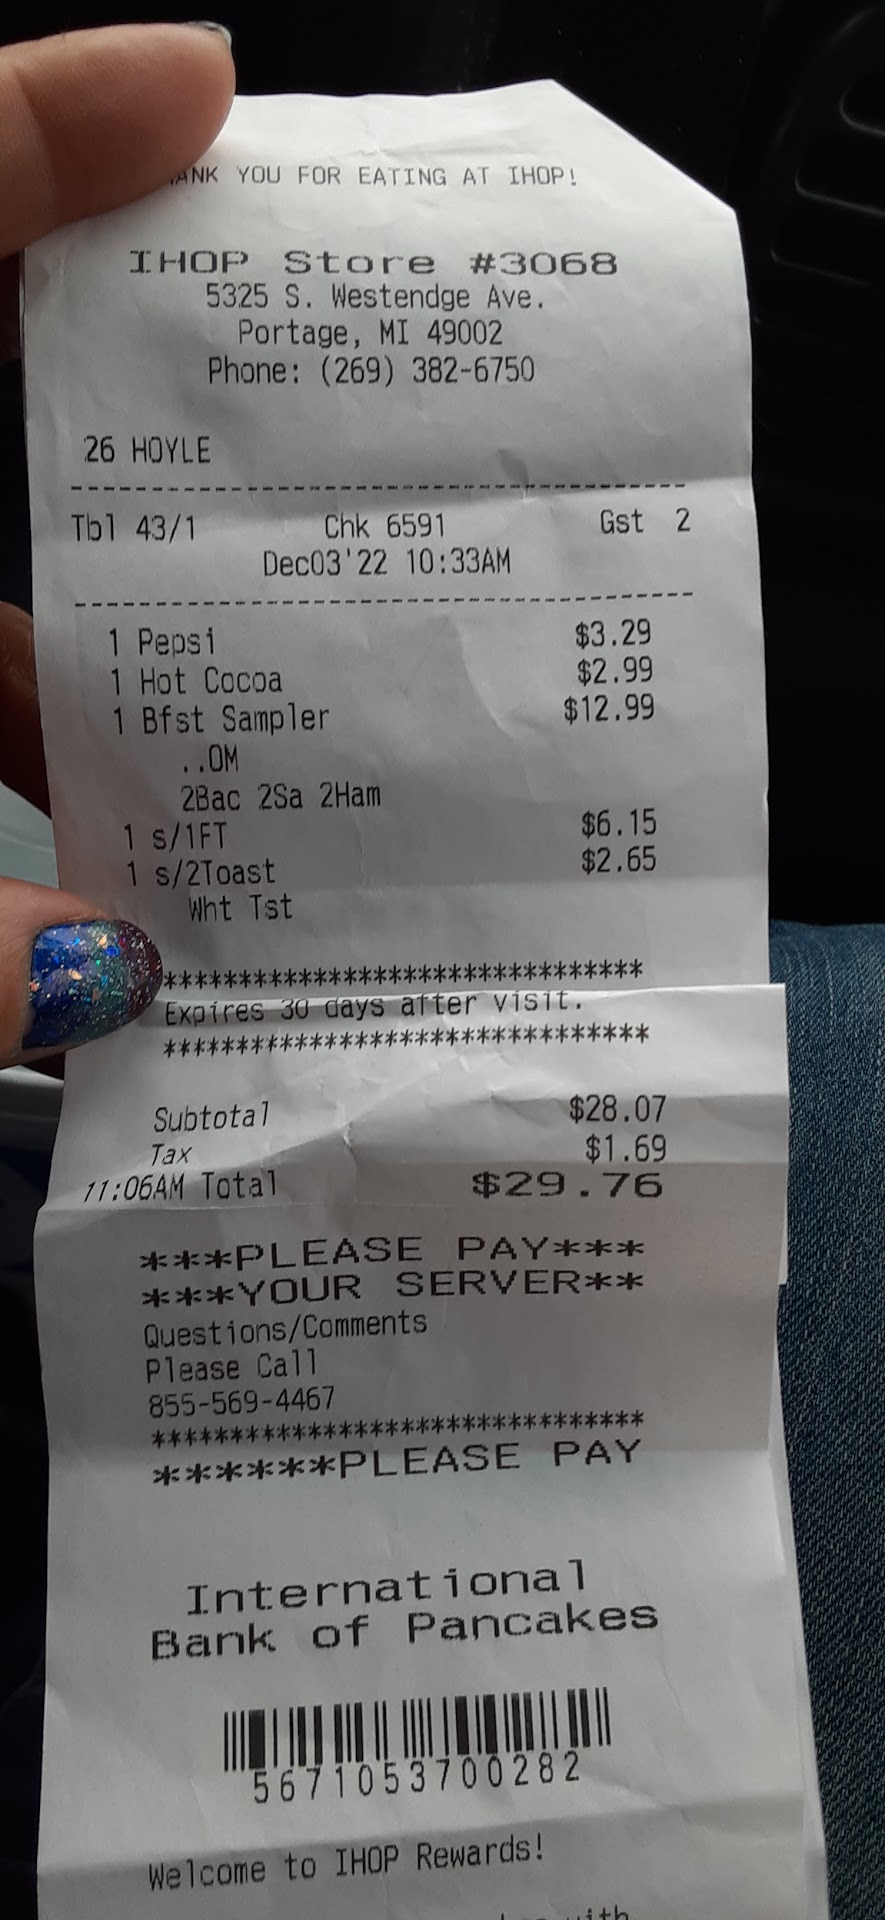 ANK YOU FOR EATING AT IHOP!
IHOP Store #3068
5325 S. Westendge Ave.
Portage, MI 49002
Phone: (269) 382-6750
26 HOYLE
--------------------------------
Tbl 43/1 Chk 6591 Gst 2
Dec03'22 10:33AM
--------------------------------
1 Pepsi $3.29
1 Hot Cocoa $2.99
1 Bfst Sampler $12.99
..OM
2Bac 2Sa 2Ham
1 s/1FT $6.15
1 s/2Toast $2.65
Wht Tst
*********************************
Expires 30 days after visit.
*********************************
Subtotal $28.07
Tax $1.69
11:06AM Total $29.76
***PLEASE PAY***
***YOUR SERVER**
Questions/Comments
Please Call
855-569-4467
*********************************
******PLEASE PAY
International
Bank of Pancakes
5671053700282
Welcome to IHOP Rewards!
with